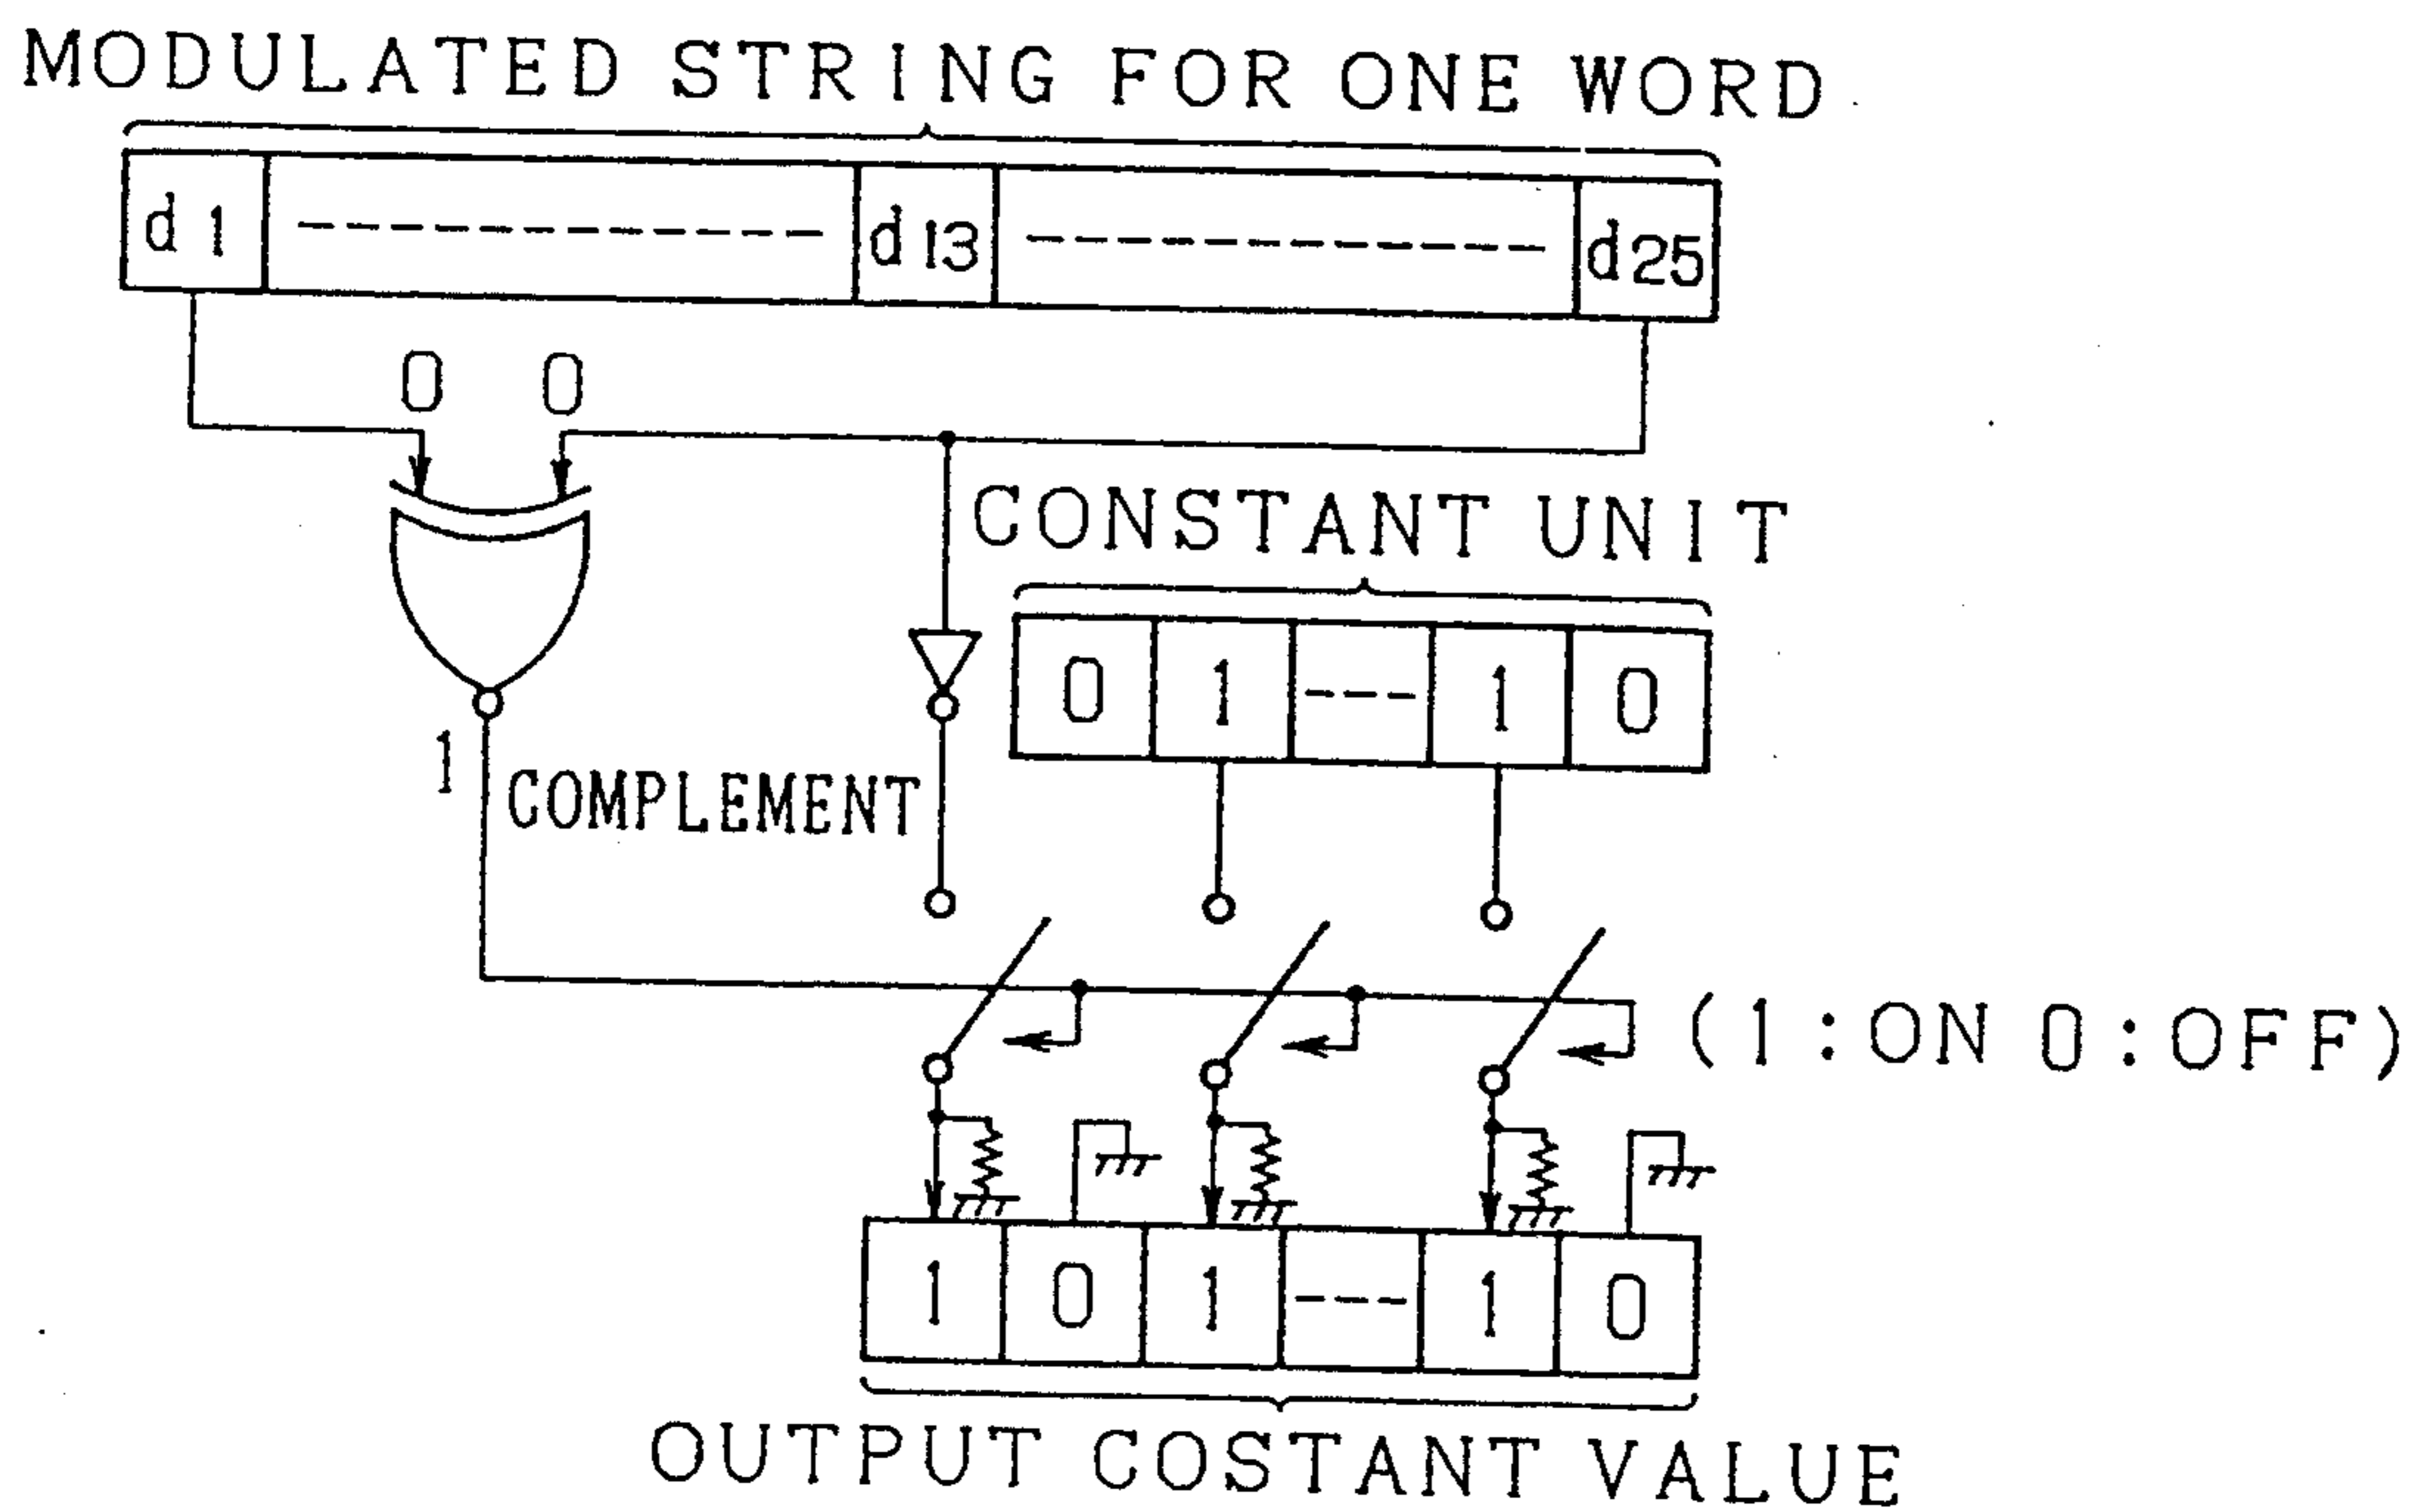 MODULATED STRING FOR ONE WORD
d1 d13 d25
0 0
CONSTANT UNIT
0 1 --- 1 0
1
COMPLEMENT
(1:ON 0:OFF)
1 0 1 --- 1 0
OUTPUT COSTANT VALUE